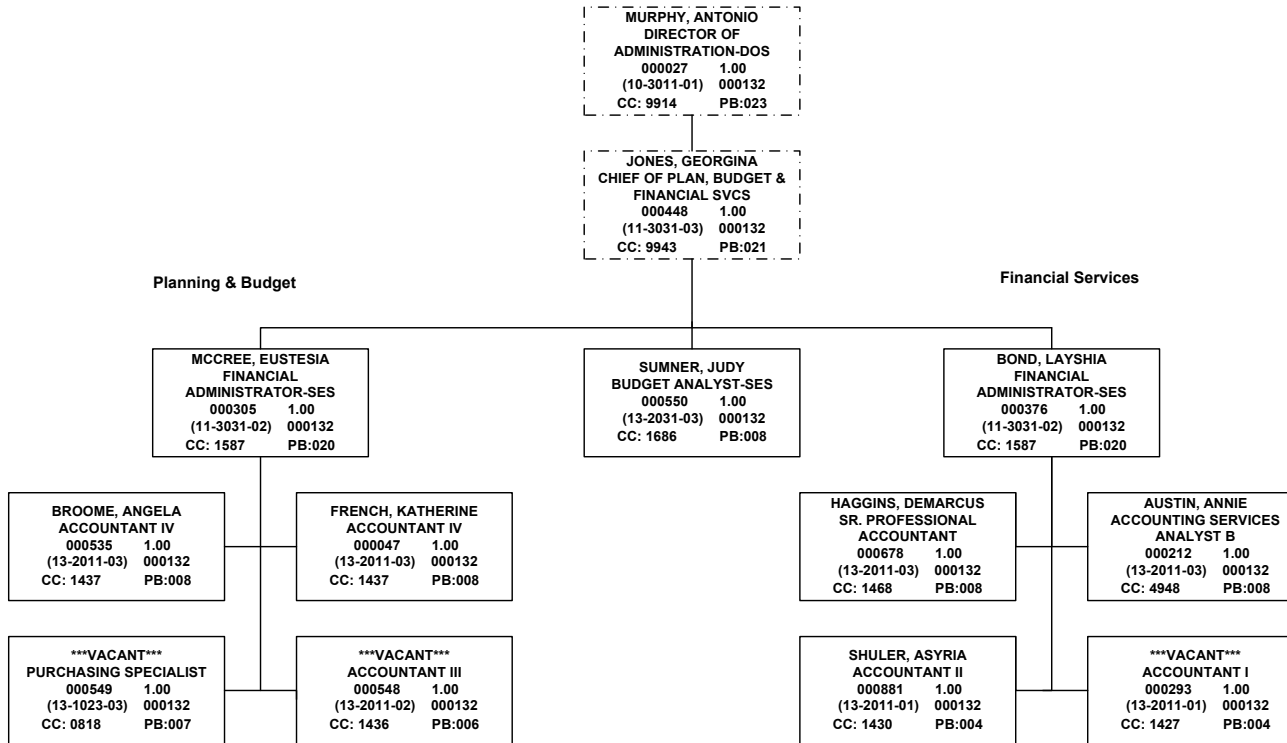 MURPHY, ANTONIO
DIRECTOR OF
ADMINISTRATION-DOS
000027 1.00
(10-3011-01) 000132
CC: 9914 PB:023
JONES, GEORGINA
CHIEF OF PLAN, BUDGET &
FINANCIAL SVCS
000448 1.00
(11-3031-03) 000132
CC: 9943 PB:021
Planning & Budget
Financial Services
MCCREE, EUSTESIA
FINANCIAL
ADMINISTRATOR-SES
000305 1.00
(11-3031-02) 000132
CC: 1587 PB:020
SUMNER, JUDY
BUDGET ANALYST-SES
000550 1.00
(13-2031-03) 000132
CC: 1686 PB:008
BOND, LAYSHIA
FINANCIAL
ADMINISTRATOR-SES
000376 1.00
(11-3031-02) 000132
CC: 1587 PB:020
BROOME, ANGELA
ACCOUNTANT IV
000535 1.00
(13-2011-03) 000132
CC: 1437 PB:008
FRENCH, KATHERINE
ACCOUNTANT IV
000047 1.00
(13-2011-03) 000132
CC: 1437 PB:008
HAGGINS, DEMARCUS
SR. PROFESSIONAL
ACCOUNTANT
000678 1.00
(13-2011-03) 000132
CC: 1468 PB:008
AUSTIN, ANNIE
ACCOUNTING SERVICES
ANALYST B
000212 1.00
(13-2011-03) 000132
CC: 4948 PB:008
***VACANT***
PURCHASING SPECIALIST
000549 1.00
(13-1023-03) 000132
CC: 0818 PB:007
***VACANT***
ACCOUNTANT III
000548 1.00
(13-2011-02) 000132
CC: 1436 PB:006
SHULER, ASYRIA
ACCOUNTANT II
000881 1.00
(13-2011-01) 000132
CC: 1430 PB:004
***VACANT***
ACCOUNTANT I
000293 1.00
(13-2011-01) 000132
CC: 1427 PB:004